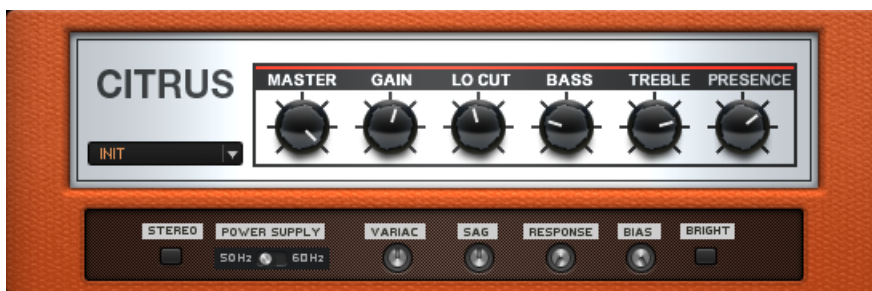 CITRUS
INIT
MASTER GAIN LO CUT BASS TREBLE PRESENCE
STEREO POWER SUPPLY VARIAC SAG RESPONSE BIAS BRIGHT
50Hz 60Hz